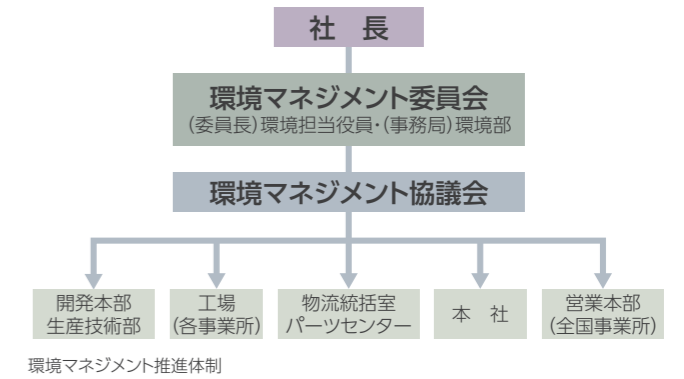 社　長
環境マネジメント委員会
(委員長)環境担当役員・(事務局)環境部
環境マネジメント協議会
開発本部
生産技術部
工場
(各事業所)
物流統括室
パーツセンター
本　社
営業本部
(全国事業所)
環境マネジメント推進体制